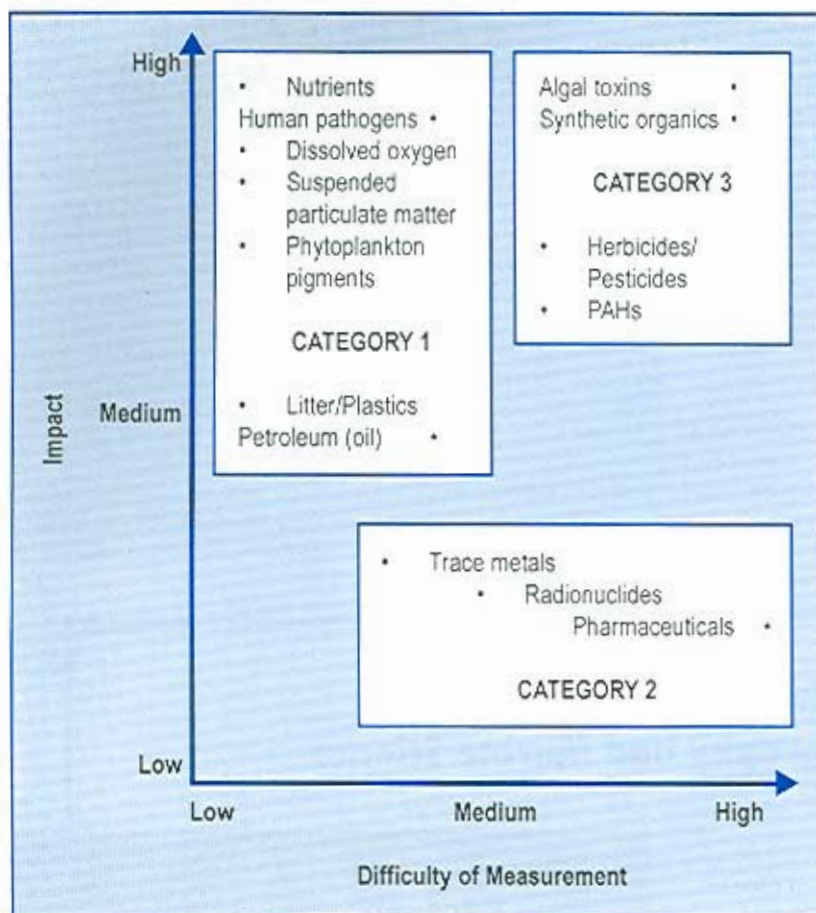 High
• Nutrients
Human pathogens •
• Dissolved oxygen
• Suspended
particulate matter
• Phytoplankton
pigments
CATEGORY 1
• Litter/Plastics
Petroleum (oil) •
Algal toxins •
Synthetic organics •
CATEGORY 3
• Herbicides/
Pesticides
• PAHs
Impact
Medium
• Trace metals
• Radionuclides
Pharmaceuticals •
CATEGORY 2
Low
Low Medium High
Difficulty of Measurement